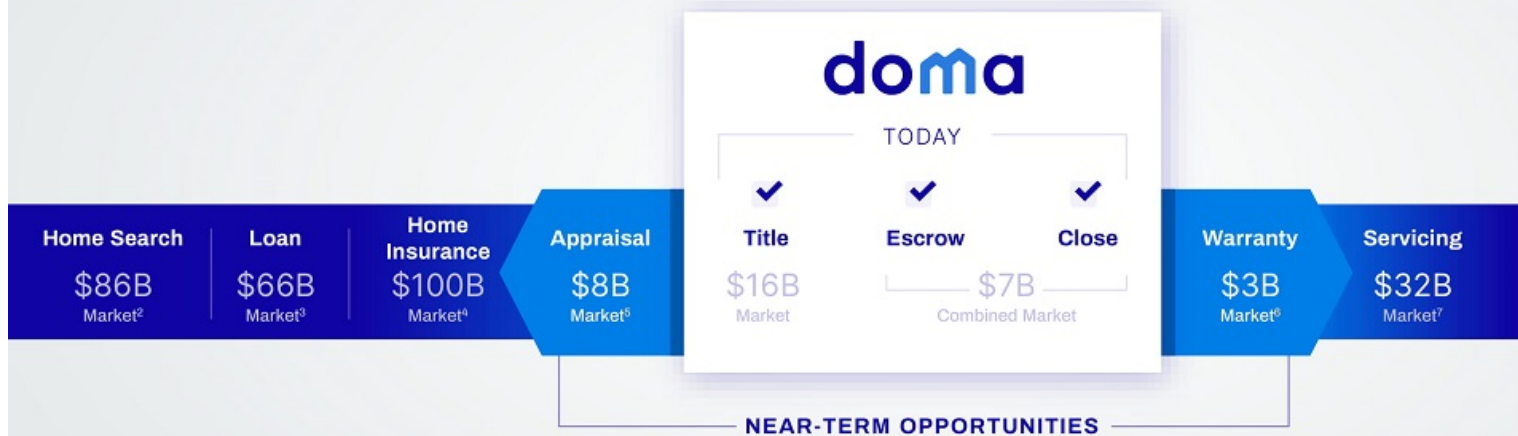 doma
TODAY
Home Search
$86B
Market²
Loan
$66B
Market³
Home
Insurance
$100B
Market⁴
Appraisal
$8B
Market⁵
Title
$16B
Market
Escrow
Close
$7B
Combined Market
Warranty
$3B
Market⁶
Servicing
$32B
Market⁷
NEAR-TERM OPPORTUNITIES